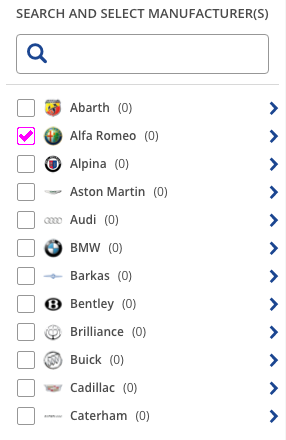 SEARCH AND SELECT MANUFACTURER(S)
Abarth (0)
Alfa Romeo (0)
Alpina (0)
Aston Martin (0)
Audi (0)
BMW (0)
Barkas (0)
Bentley (0)
Brilliance (0)
Buick (0)
Cadillac (0)
Caterham (0)